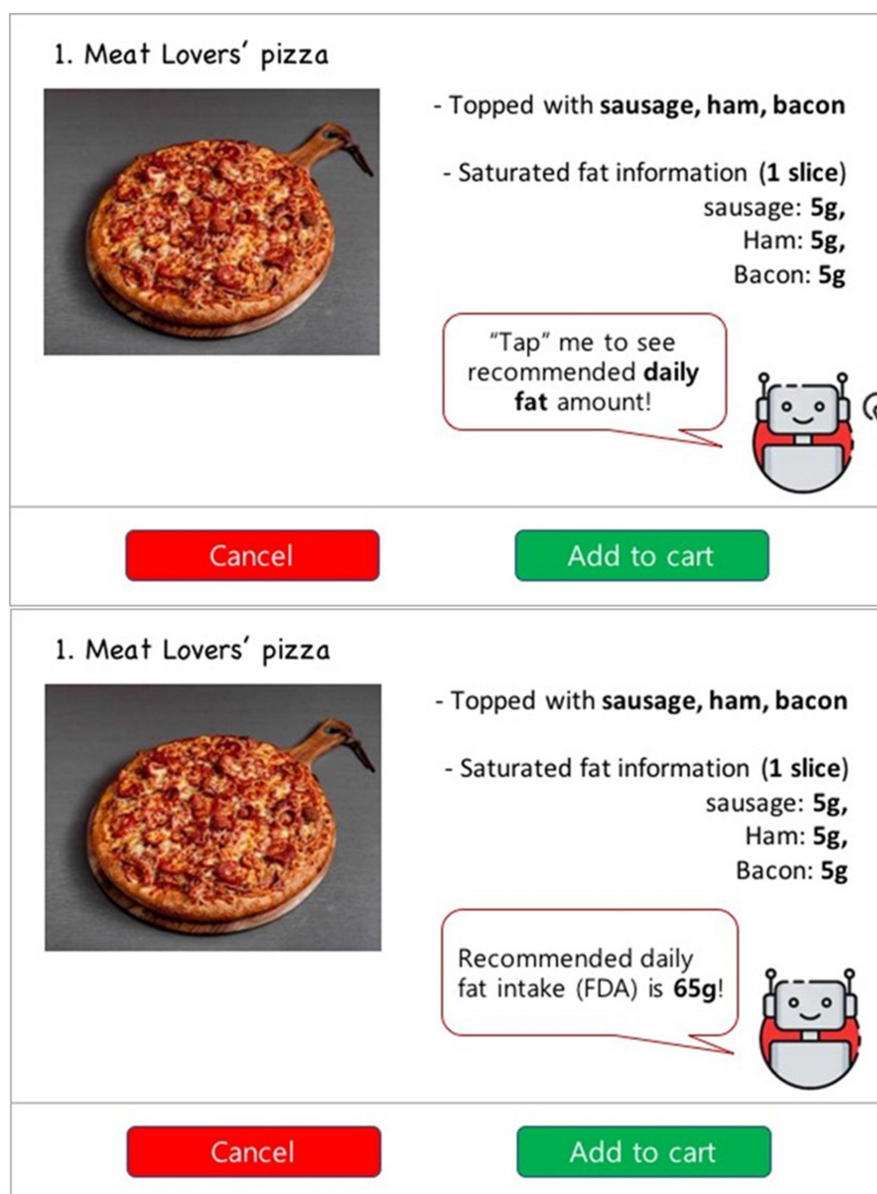 1. Meat Lovers’ pizza
- Topped with sausage, ham, bacon
- Saturated fat information (1 slice)
sausage: 5g,
Ham: 5g,
Bacon: 5g
“Tap” me to see
recommended daily
fat amount!
Cancel
Add to cart
1. Meat Lovers’ pizza
- Topped with sausage, ham, bacon
- Saturated fat information (1 slice)
sausage: 5g,
Ham: 5g,
Bacon: 5g
Recommended daily
fat intake (FDA) is 65g!
Cancel
Add to cart